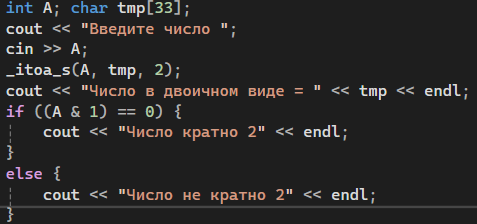 int A; char tmp[33];
cout << "Введите число ";
cin >> A;
_itoa_s(A, tmp, 2);
cout << "Число в двоичном виде = " << tmp << endl;
if ((A & 1) == 0) {
    cout << "Число кратно 2" << endl;
}
else {
    cout << "Число не кратно 2" << endl;
}